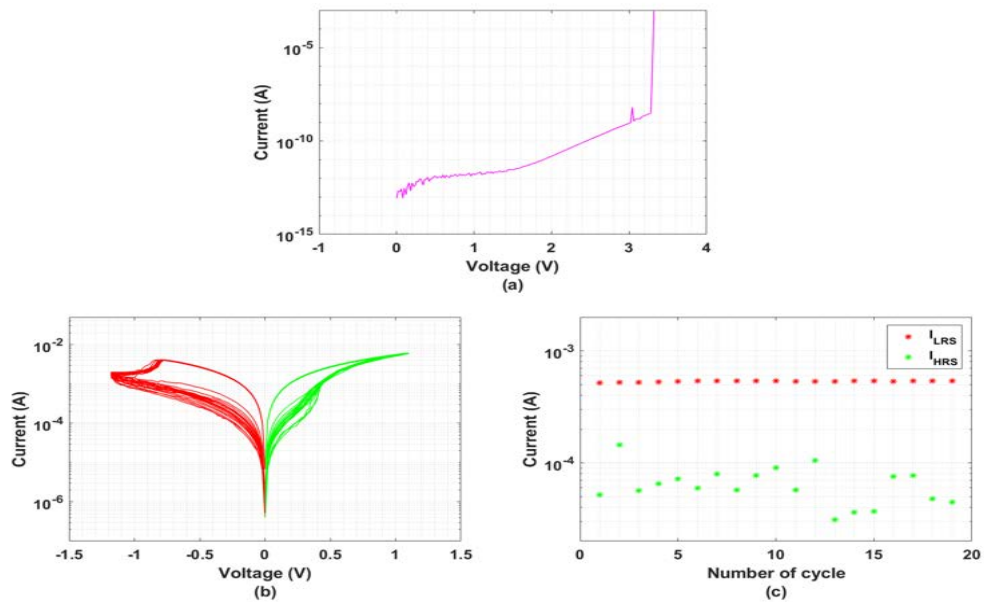 10^-5
10^-10
10^-15
Current (A)
-1 0 1 2 3 4
Voltage (V)
(a)
10^-2
10^-4
10^-6
Current (A)
-1.5 -1 -0.5 0 0.5 1 1.5
Voltage (V)
(b)
10^-3
10^-4
Current (A)
I_LRS
I_HRS
0 5 10 15 20
Number of cycle
(c)